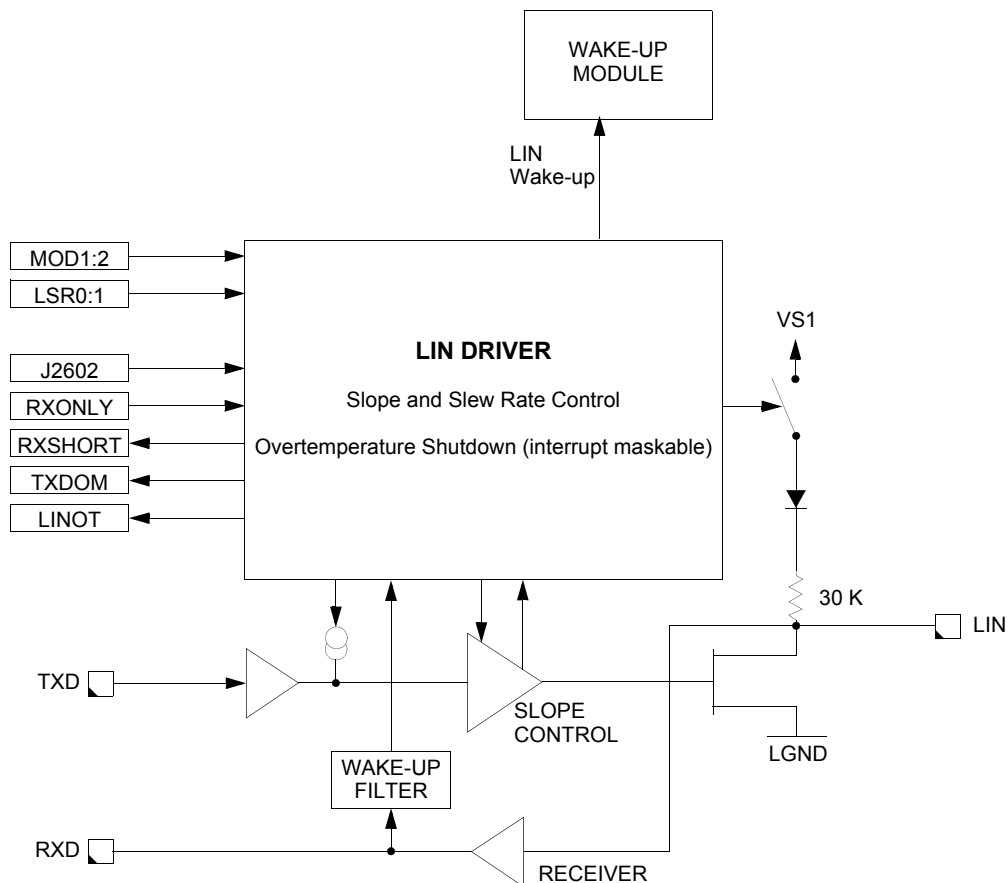 WAKE-UP
MODULE
LIN
Wake-up
MOD1:2
LSR0:1
J2602
RXONLY
RXSHORT
TXDOM
LINOT
LIN DRIVER
Slope and Slew Rate Control
Overtemperature Shutdown (interrupt maskable)
VS1
30 K
LIN
TXD
SLOPE
CONTROL
LGND
WAKE-UP
FILTER
RXD
RECEIVER